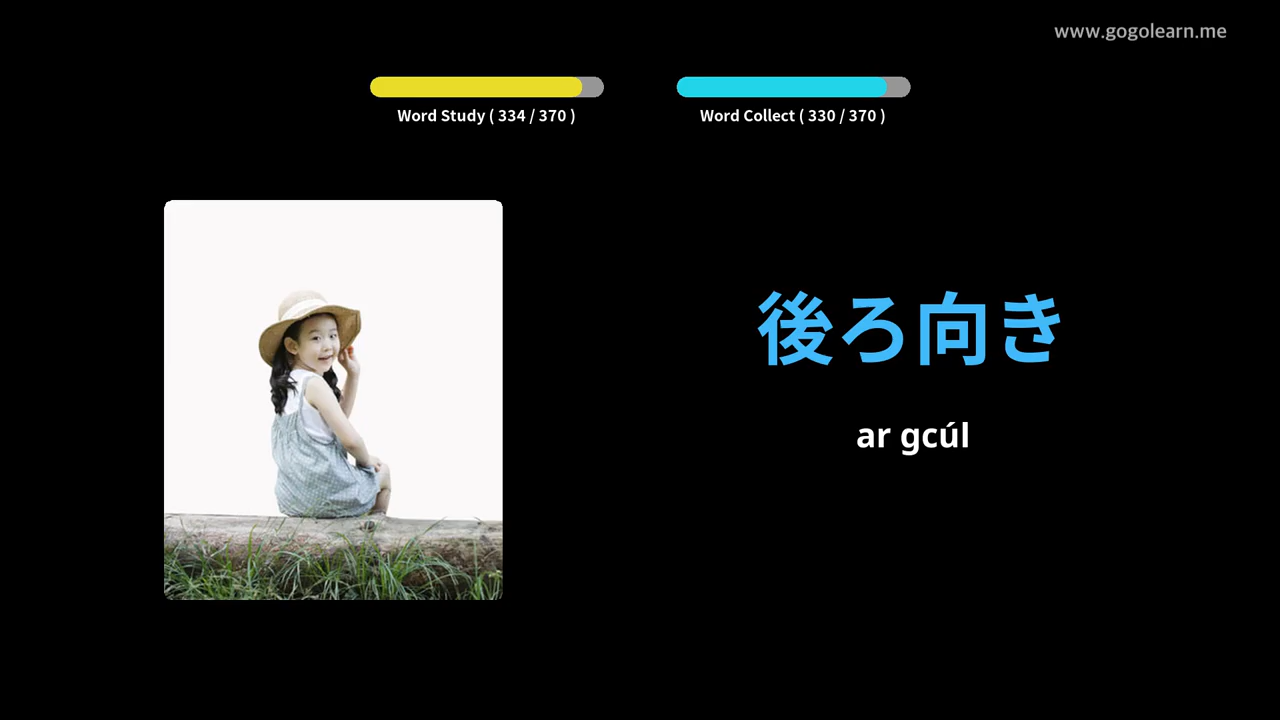 www.gogolearn.me
Word Study ( 334 / 370 )
Word Collect ( 330 / 370 )
後ろ向き
ar gcúl